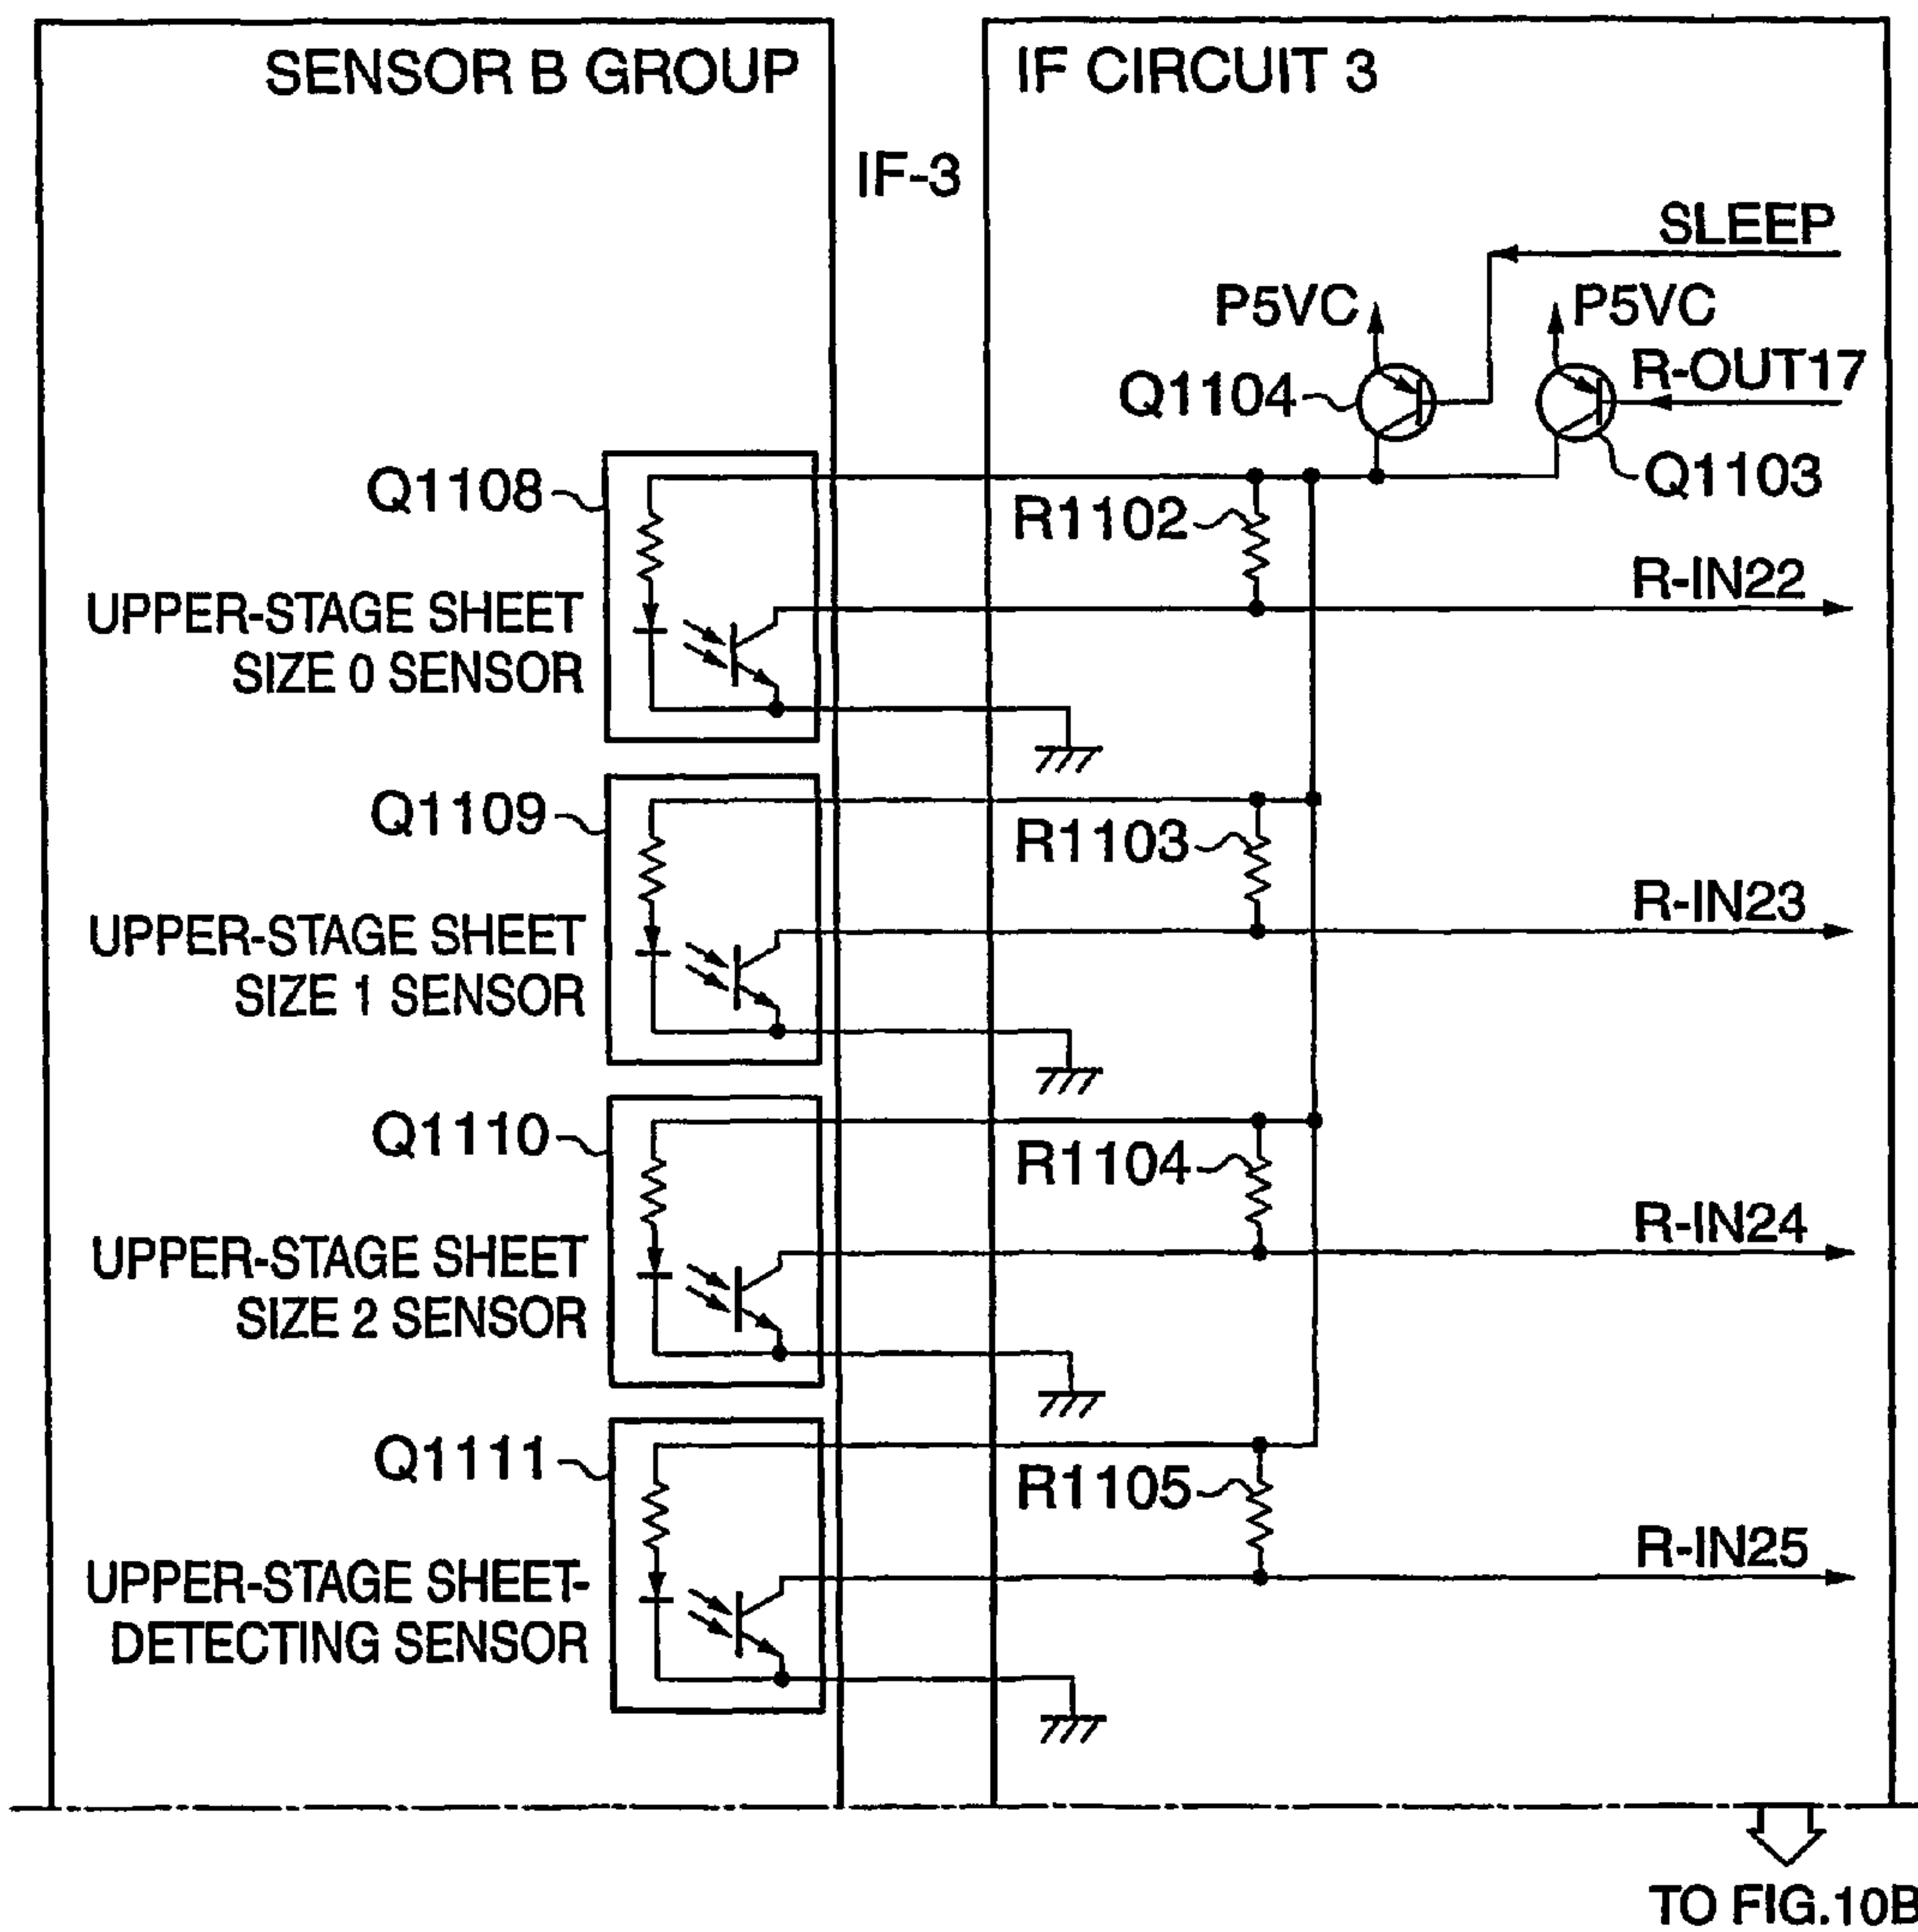 SENSOR B GROUP
IF CIRCUIT 3
IF-3
SLEEP
P5VC
P5VC
R-OUT17
Q1104
Q1103
Q1108
R1102
R-IN22
UPPER-STAGE SHEET
SIZE 0 SENSOR
Q1109
R1103
R-IN23
UPPER-STAGE SHEET
SIZE 1 SENSOR
Q1110
R1104
R-IN24
UPPER-STAGE SHEET
SIZE 2 SENSOR
Q1111
R1105
R-IN25
UPPER-STAGE SHEET-
DETECTING SENSOR
TO FIG.10B